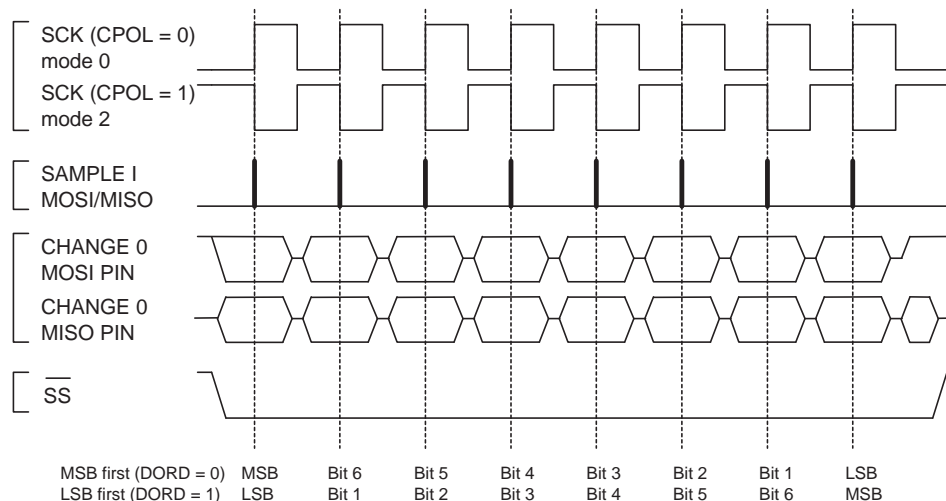 SCK (CPOL = 0)
mode 0
SCK (CPOL = 1)
mode 2
SAMPLE I
MOSI/MISO
CHANGE 0
MOSI PIN
CHANGE 0
MISO PIN
SS
MSB first (DORD = 0) MSB Bit 6 Bit 5 Bit 4 Bit 3 Bit 2 Bit 1 LSB
LSB first (DORD = 1) LSB Bit 1 Bit 2 Bit 3 Bit 4 Bit 5 Bit 6 MSB